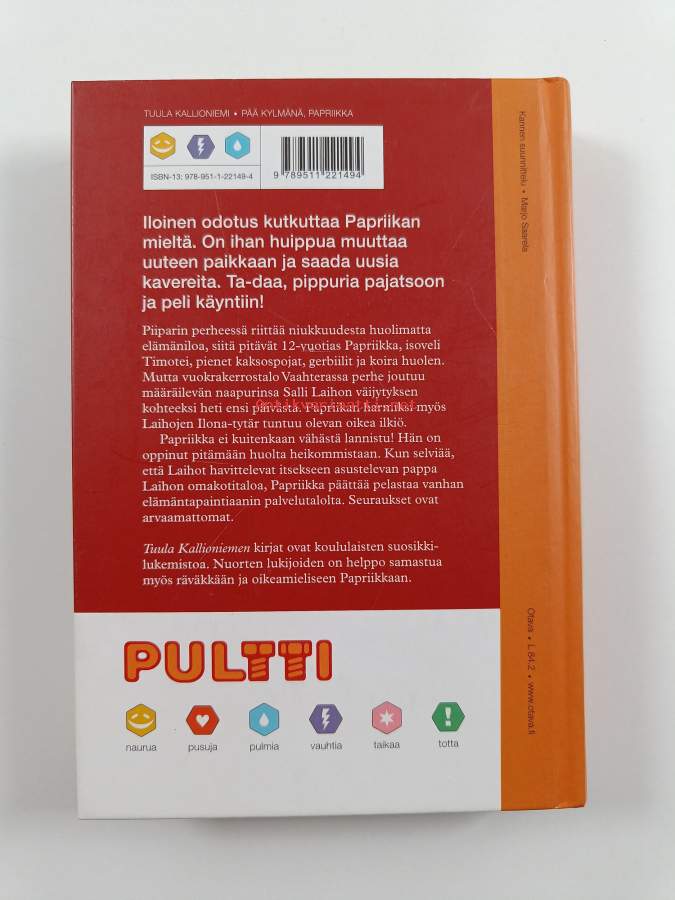 TUULA KALLIONIEMI • PÄÄ KYLMÄNÄ, PAPRIIKKA
ISBN-13: 978-951-1-22149-4
9 789511 221494
Iloinen odotus kutkuttaa Papriikan
mieltä. On ihan huippua muuttaa
uuteen paikkaan ja saada uusia
kavereita. Ta-daa, pippuria pajatsoon
ja peli käyntiin!
Piiparin perheessä riittää niukkuudesta huolimatta
elämäniloa, siitä pitävät 12-vuotias Papriikka, isoveli
Timotei, pienet kaksospojat, gerbiilit ja koira huolen.
Mutta vuokrakerrostalo Vaahterassa perhe joutuu
määräilevän naapurinsa Salli Laihon väijytyksen
kohteeksi heti ensi päivästä. Papriikan harmiksi myös
Laihojen Ilona-tytär tuntuu olevan oikea ilkiö.
Papriikka ei kuitenkaan vähästä lannistu! Hän on
oppinut pitämään huolta heikommistaan. Kun selviää,
että Laihot havittelevat itsekseen asustelevan pappa
Laihon omakotitaloa, Papriikka päättää pelastaa vanhan
elämäntapaintiaanin palvelutalolta. Seuraukset ovat
arvaamattomat.
Tuula Kallioniemen kirjat ovat koululaisten suosikki-
lukemistoa. Nuorten lukijoiden on helppo samastua
myös räväkkään ja oikeamieliseen Papriikkaan.
PULTTI
naurua pusuja pulmia vauhtia taikaa totta
Kannen suunnittelu • Marjo Saarela
Otava • L 84.2 • www.otava.fi